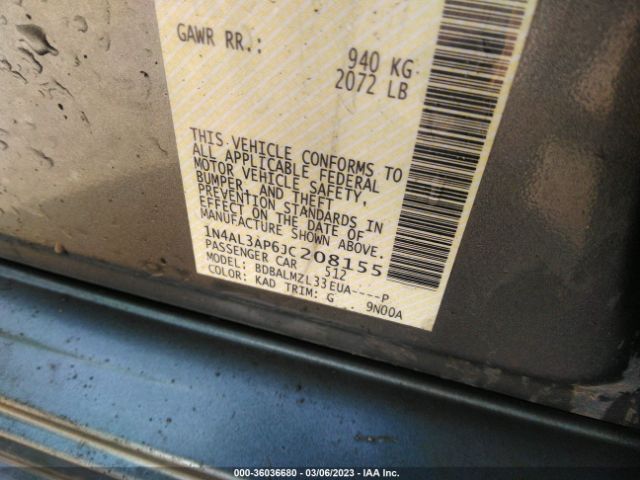 GAWR RR.: 940 KG
2072 LB
THIS VEHICLE CONFORMS TO
ALL APPLICABLE FEDERAL
MOTOR VEHICLE SAFETY,
BUMPER, AND THEFT
PREVENTION STANDARDS IN
EFFECT ON THE DATE OF
MANUFACTURE SHOWN ABOVE.
1N4AL3AP6JC208155
PASSENGER CAR 512
MODEL: BDBALMZL33EUA----P
COLOR: KAD TRIM: G 9N00A
000-36036680 - 03/06/2023 - IAA Inc.